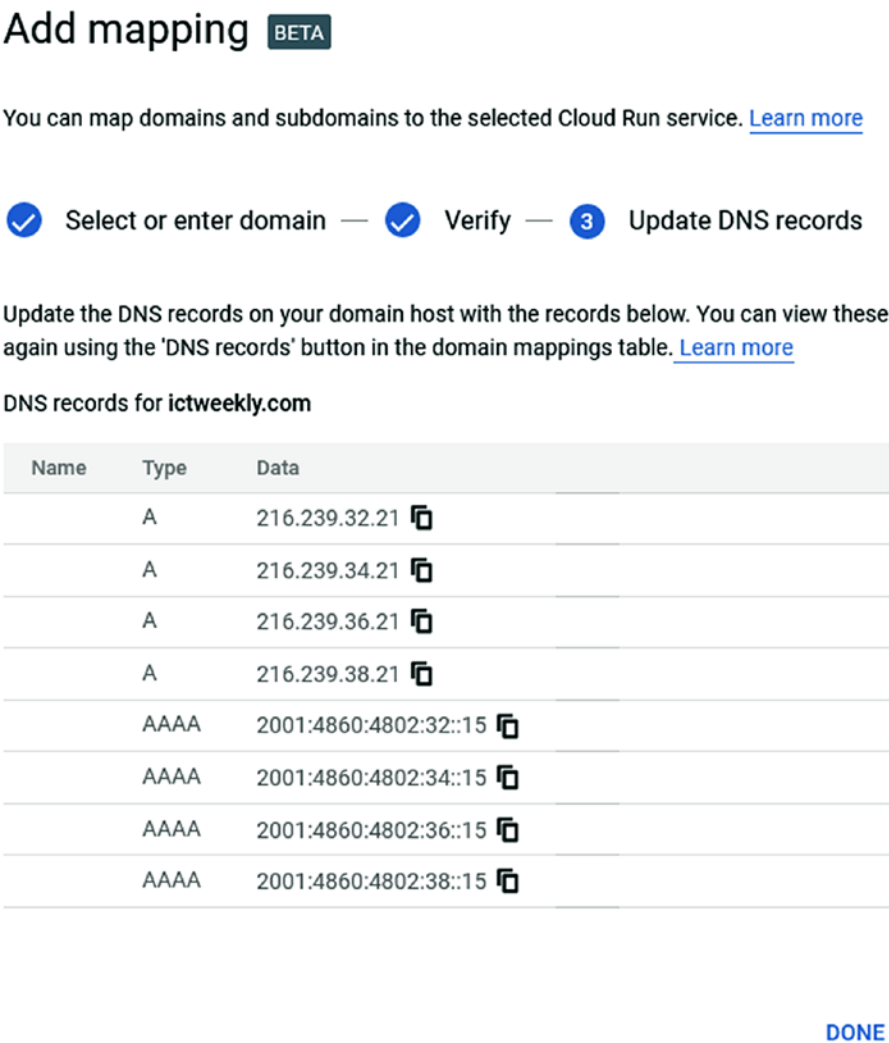 Add mapping BETA
You can map domains and subdomains to the selected Cloud Run service. Learn more
Select or enter domain — Verify — 3 Update DNS records
Update the DNS records on your domain host with the records below. You can view these
again using the 'DNS records' button in the domain mappings table. Learn more
DNS records for ictweekly.com
Name Type Data
A 216.239.32.21
A 216.239.34.21
A 216.239.36.21
A 216.239.38.21
AAAA 2001:4860:4802:32::15
AAAA 2001:4860:4802:34::15
AAAA 2001:4860:4802:36::15
AAAA 2001:4860:4802:38::15
DONE